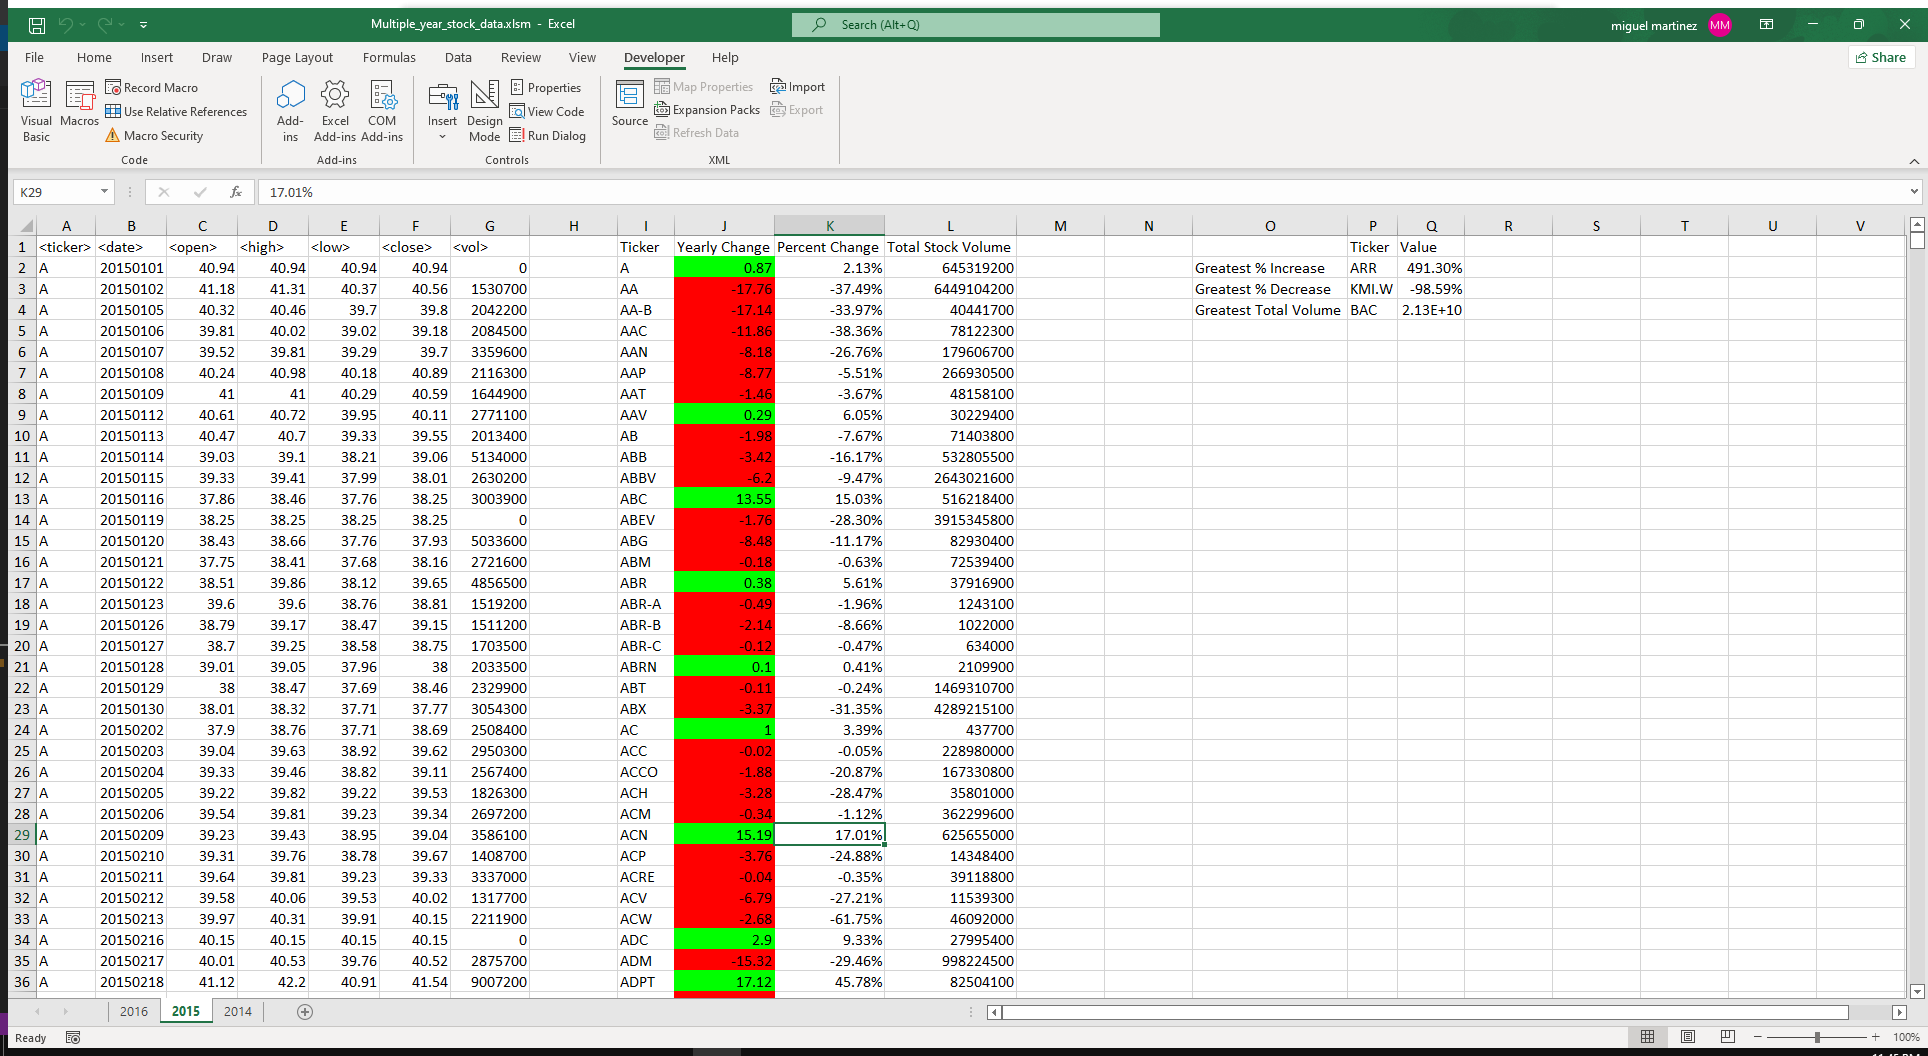 Multiple_year_stock_data.xlsm - Excel
Search (Alt+Q)
miguel martinez MM
File Home Insert Draw Page Layout Formulas Data Review View Developer Help
Share
Visual Basic
Macros
Record Macro
Use Relative References
Macro Security
Code
Add-ins
Excel Add-ins
COM Add-ins
Add-ins
Insert
Design Mode
Properties
View Code
Run Dialog
Controls
Source
Map Properties
Expansion Packs
Refresh Data
Import
Export
XML
K29 fx 17.01%
A B C D E F G H I J K L M N O P Q R S T U V
1 <ticker> <date> <open> <high> <low> <close> <vol> Ticker Yearly Change Percent Change Total Stock Volume Ticker Value
2 A 20150101 40.94 40.94 40.94 40.94 0 A 0.87 2.13% 645319200 Greatest % Increase ARR 491.30%
3 A 20150102 41.18 41.31 40.37 40.56 1530700 AA -17.76 -37.49% 6449104200 Greatest % Decrease KMI.W -98.59%
4 A 20150105 40.32 40.46 39.7 39.8 2042200 AA-B -17.14 -33.97% 40441700 Greatest Total Volume BAC 2.13E+10
5 A 20150106 39.81 40.02 39.02 39.18 2084500 AAC -11.86 -38.36% 78122300
6 A 20150107 39.52 39.81 39.29 39.7 3359600 AAN -8.18 -26.76% 179606700
7 A 20150108 40.24 40.98 40.18 40.89 2116300 AAP -8.77 -5.51% 266930500
8 A 20150109 41 41 40.29 40.59 1644900 AAT -1.46 -3.67% 48158100
9 A 20150112 40.61 40.72 39.95 40.11 2771100 AAV 0.29 6.05% 30229400
10 A 20150113 40.47 40.7 39.33 39.55 2013400 AB -1.98 -7.67% 71403800
11 A 20150114 39.03 39.1 38.21 39.06 5134000 ABB -3.42 -16.17% 532805500
12 A 20150115 39.33 39.41 37.99 38.01 2630200 ABBV -6.2 -9.47% 2643021600
13 A 20150116 37.86 38.46 37.76 38.25 3003900 ABC 13.55 15.03% 516218400
14 A 20150119 38.25 38.25 38.25 38.25 0 ABEV -1.76 -28.30% 3915345800
15 A 20150120 38.43 38.66 37.76 37.93 5033600 ABG -8.48 -11.17% 82930400
16 A 20150121 37.75 38.41 37.68 38.16 2721600 ABM -0.18 -0.63% 72539400
17 A 20150122 38.51 39.86 38.12 39.65 4856500 ABR 0.38 5.61% 37916900
18 A 20150123 39.6 39.6 38.76 38.81 1519200 ABR-A -0.49 -1.96% 1243100
19 A 20150126 38.79 39.17 38.47 39.15 1511200 ABR-B -2.14 -8.66% 1022000
20 A 20150127 38.7 39.25 38.58 38.75 1703500 ABR-C -0.12 -0.47% 634000
21 A 20150128 39.01 39.05 37.96 38 2033500 ABRN 0.1 0.41% 2109900
22 A 20150129 38 38.47 37.69 38.46 2329900 ABT -0.11 -0.24% 1469310700
23 A 20150130 38.01 38.32 37.71 37.77 3054300 ABX -3.37 -31.35% 4289215100
24 A 20150202 37.9 38.76 37.71 38.69 2508400 AC 1 3.39% 437700
25 A 20150203 39.04 39.63 38.92 39.62 2950300 ACC -0.02 -0.05% 228980000
26 A 20150204 39.33 39.46 38.82 39.11 2567400 ACCO -1.88 -20.87% 167330800
27 A 20150205 39.22 39.82 39.22 39.53 1826300 ACH -3.28 -28.47% 35801000
28 A 20150206 39.54 39.81 39.23 39.34 2697200 ACM -0.34 -1.12% 362299600
29 A 20150209 39.23 39.43 38.95 39.04 3586100 ACN 15.19 17.01% 625655000
30 A 20150210 39.31 39.76 38.78 39.67 1408700 ACP -3.76 -24.88% 14348400
31 A 20150211 39.64 39.81 39.23 39.33 3337000 ACRE -0.04 -0.35% 39118800
32 A 20150212 39.58 40.06 39.53 40.02 1317700 ACV -6.79 -27.21% 11539300
33 A 20150213 39.97 40.31 39.91 40.15 2211900 ACW -2.68 -61.75% 46092000
34 A 20150216 40.15 40.15 40.15 40.15 0 ADC 2.9 9.33% 27995400
35 A 20150217 40.01 40.53 39.76 40.52 2875700 ADM -15.32 -29.46% 998224500
36 A 20150218 41.12 42.2 40.91 41.54 9007200 ADPT 17.12 45.78% 82504100
2016 2015 2014
Ready
100%